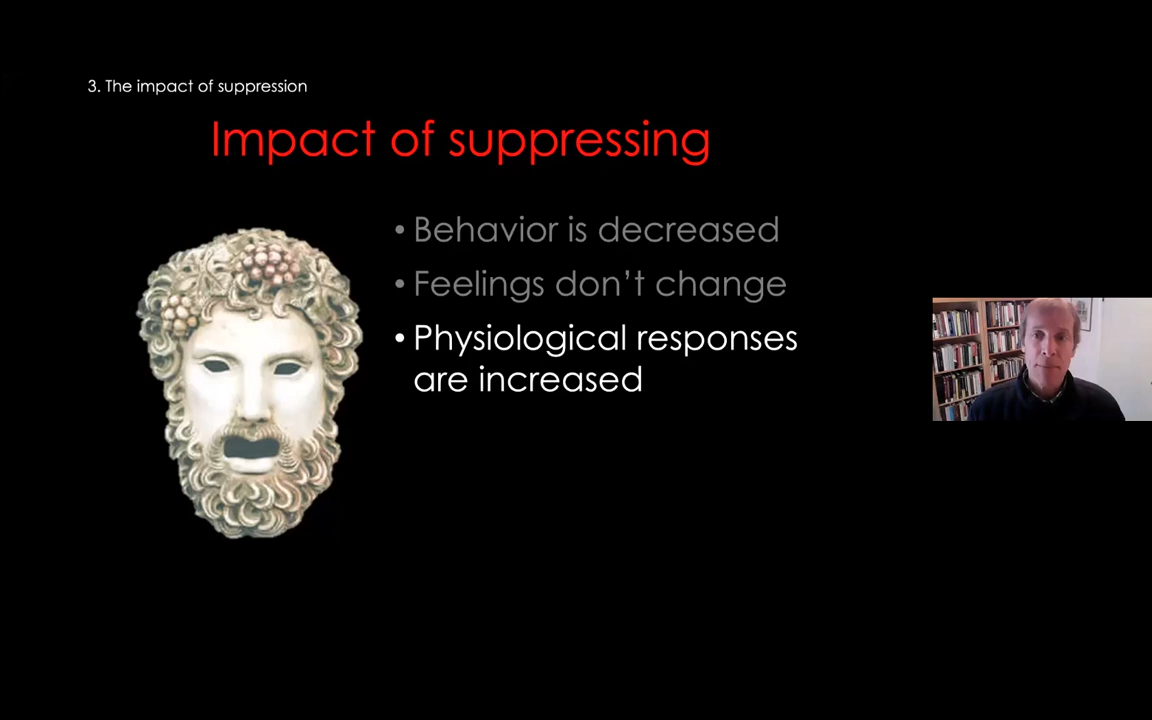 3. The impact of suppression
Impact of suppressing
• Behavior is decreased
• Feelings don’t change
• Physiological responses
are increased